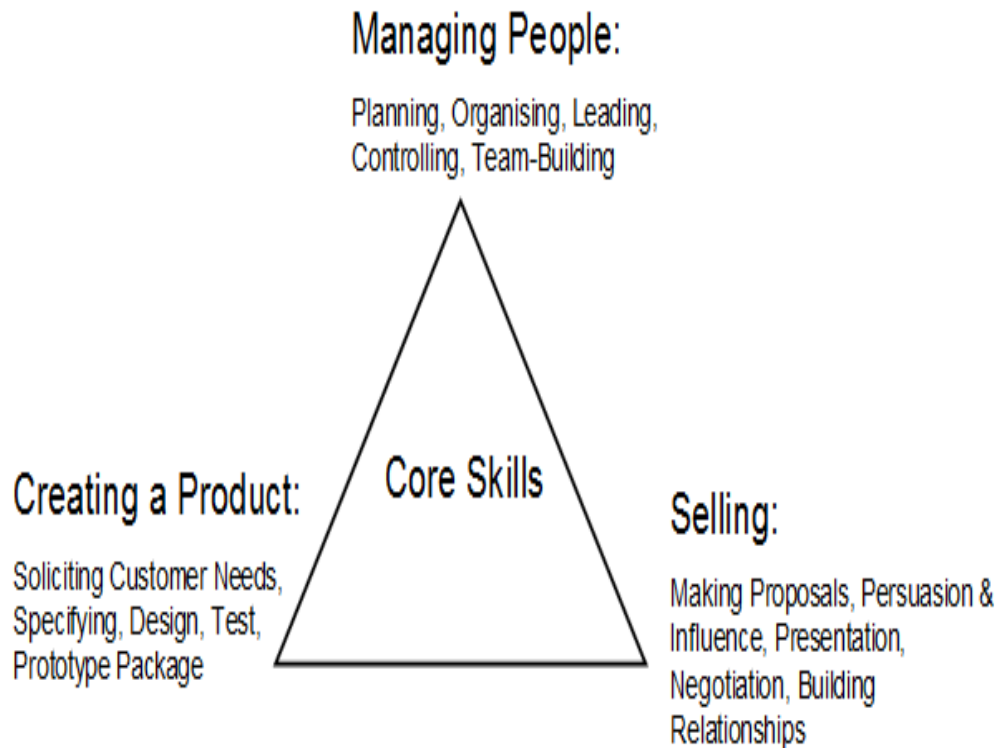 Managing People:
Planning, Organising, Leading,
Controlling, Team-Building
Core Skills
Creating a Product:
Soliciting Customer Needs,
Specifying, Design, Test,
Prototype Package
Selling:
Making Proposals, Persuasion &
Influence, Presentation,
Negotiation, Building
Relationships